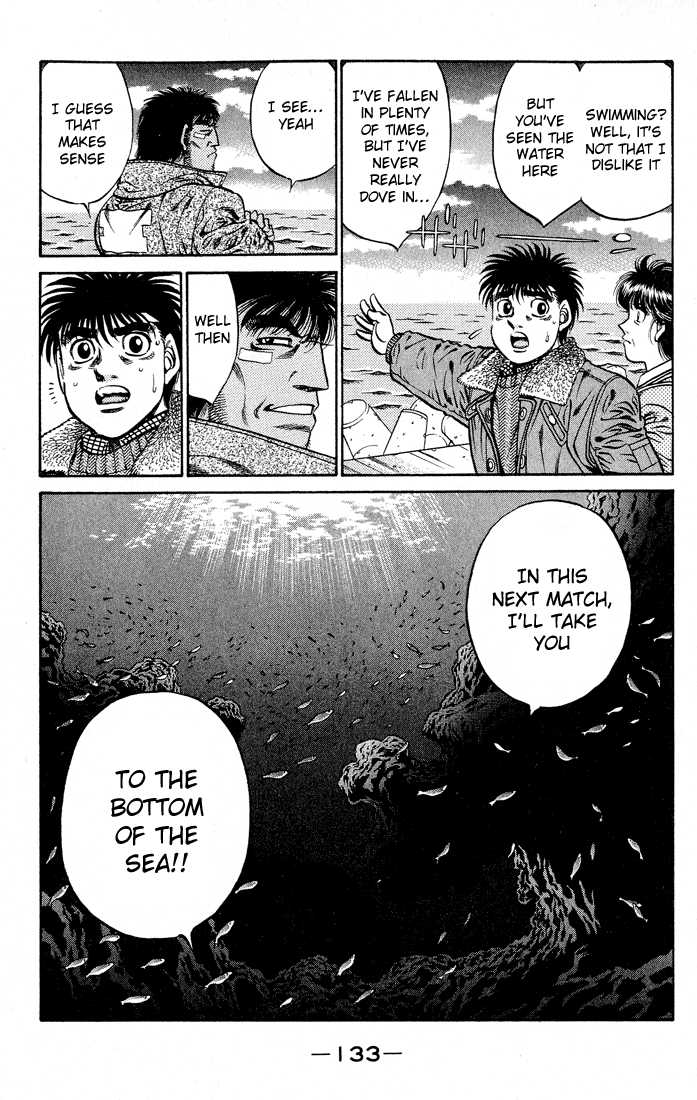 SWIMMING?
WELL, IT'S
NOT THAT I
DISLIKE IT
BUT
YOU'VE
SEEN THE
WATER
HERE
I'VE FALLEN
IN PLENTY
OF TIMES,
BUT I'VE
NEVER
REALLY
DOVE IN...
I SEE...
YEAH
I GUESS
THAT
MAKES
SENSE
WELL
THEN
IN THIS
NEXT MATCH,
I'LL TAKE
YOU
TO THE
BOTTOM
OF THE
SEA!!
—133—